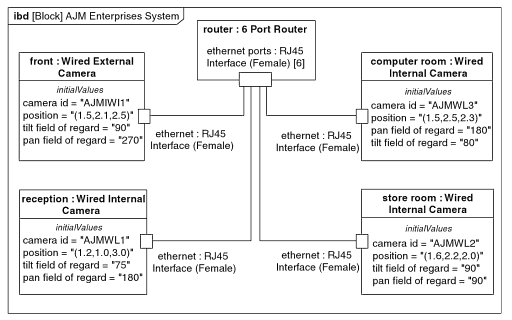 ibd [Block] AJM Enterprises System
router : 6 Port Router
ethernet ports : RJ45
Interface (Female) [6]
front : Wired External
Camera
initialValues
camera id = "AJMIWI1"
position = "(1.5,2.1,2.5)"
tilt field of regard = "90"
pan field of regard = "270"
ethernet : RJ45
Interface (Female)
computer room : Wired
Internal Camera
initialValues
camera id = "AJMWL3"
position = "(1.5,2.5,2.3)"
pan field of regard = "180"
tilt field of regard = "80"
ethernet : RJ45
Interface (Female)
reception : Wired Internal
Camera
initialValues
camera id = "AJMWL1"
position = "(1.2,1.0,3.0)"
tilt field of regard = "75"
pan field of regard = "180"
ethernet : RJ45
Interface (Female)
store room : Wired
Internal Camera
initialValues
camera id = "AJMWL2"
position = "(1.6,2.2,2.0)"
tilt field of regard = "90"
pan field of regard = "90"
ethernet : RJ45
Interface (Female)